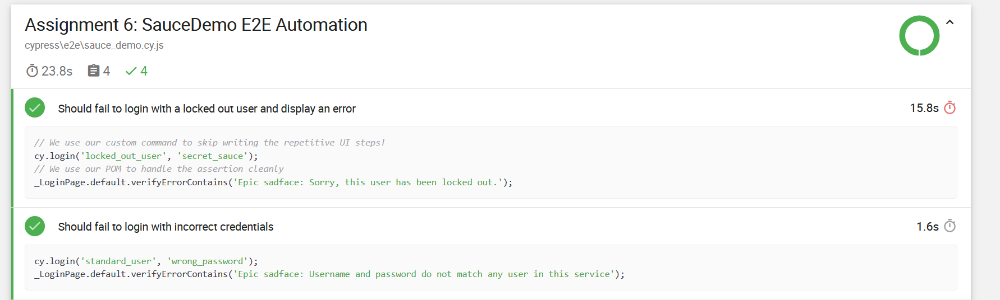 Assignment 6: SauceDemo E2E Automation
cypress\e2e\sauce_demo.cy.js
23.8s 4 4
Should fail to login with a locked out user and display an error 15.8s
// We use our custom command to skip writing the repetitive UI steps!
cy.login('locked_out_user', 'secret_sauce');
// We use our POM to handle the assertion cleanly
_LoginPage.default.verifyErrorContains('Epic sadface: Sorry, this user has been locked out.');
Should fail to login with incorrect credentials 1.6s
cy.login('standard_user', 'wrong_password');
_LoginPage.default.verifyErrorContains('Epic sadface: Username and password do not match any user in this service');